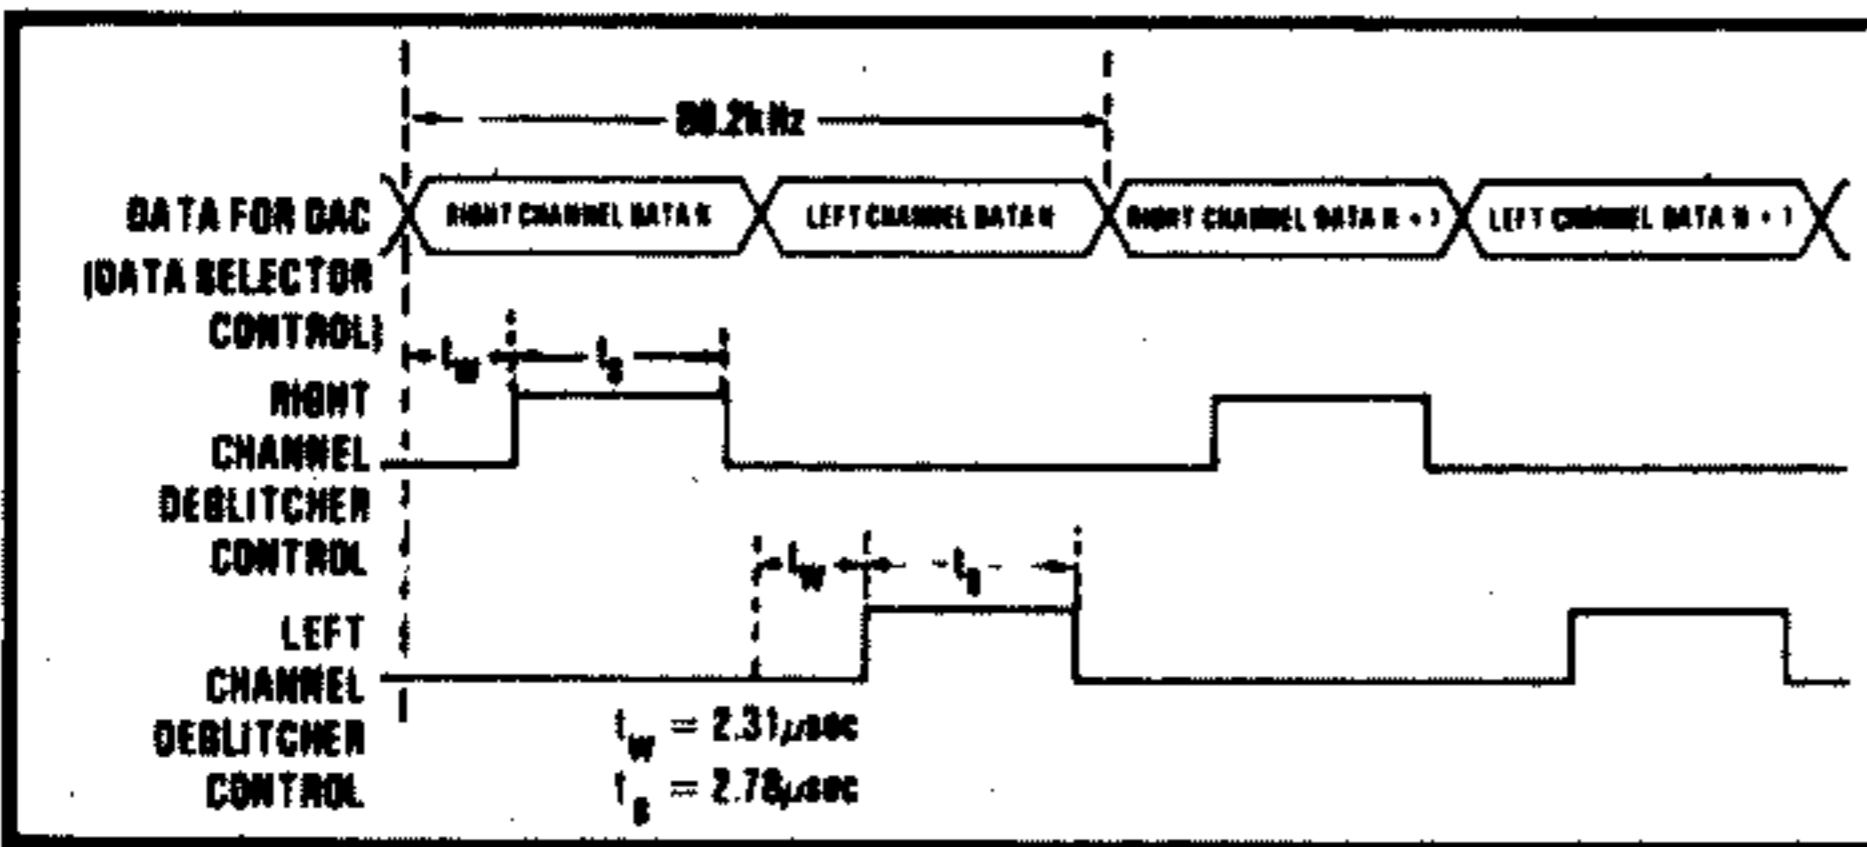 88.2kHz
DATA FOR DAC
(DATA SELECTOR
CONTROL)
RIGHT CHANNEL DATA N
LEFT CHANNEL DATA N
RIGHT CHANNEL DATA N + 1
LEFT CHANNEL DATA N + 1
tW
tS
RIGHT
CHANNEL
DEGLITCHER
CONTROL
tW
tS
LEFT
CHANNEL
DEGLITCHER
CONTROL
tW = 2.31μsec
tS = 2.78μsec